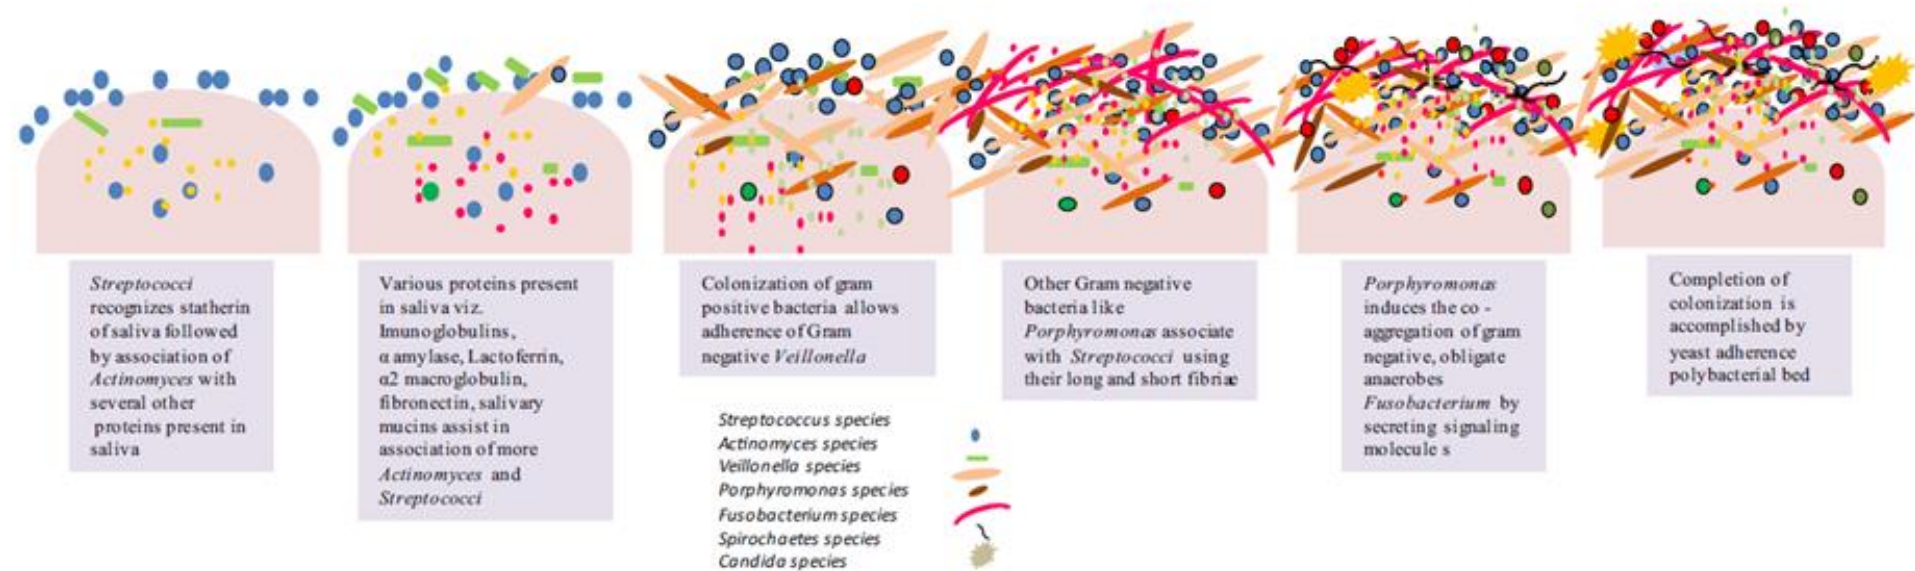 Streptococci
recognizes statherin
of saliva followed
by association of
Actinomyces with
several other
proteins present in
saliva
Various proteins present
in saliva viz.
Imunoglobulins,
α amylase, Lactoferrin,
α2 macroglobulin,
fibronectin, salivary
mucins assist in
association of more
Actinomyces and
Streptococci
Colonization of gram
positive bacteria allows
adherence of Gram
negative Veillonella
Other Gram negative
bacteria like
Porphyromonas associate
with Streptococci using
their long and short fibriæ
Porphyromonas
induces the co -
aggregation of gram
negative, obligate
anaerobes
Fusobacterium by
secreting signaling
molecule s
Completion of
colonization is
accomplished by
yeast adherence
polybacterial bed
Streptococcus species
Actinomyces species
Veillonella species
Porphyromonas species
Fusobacterium species
Spirochaetes species
Candida species